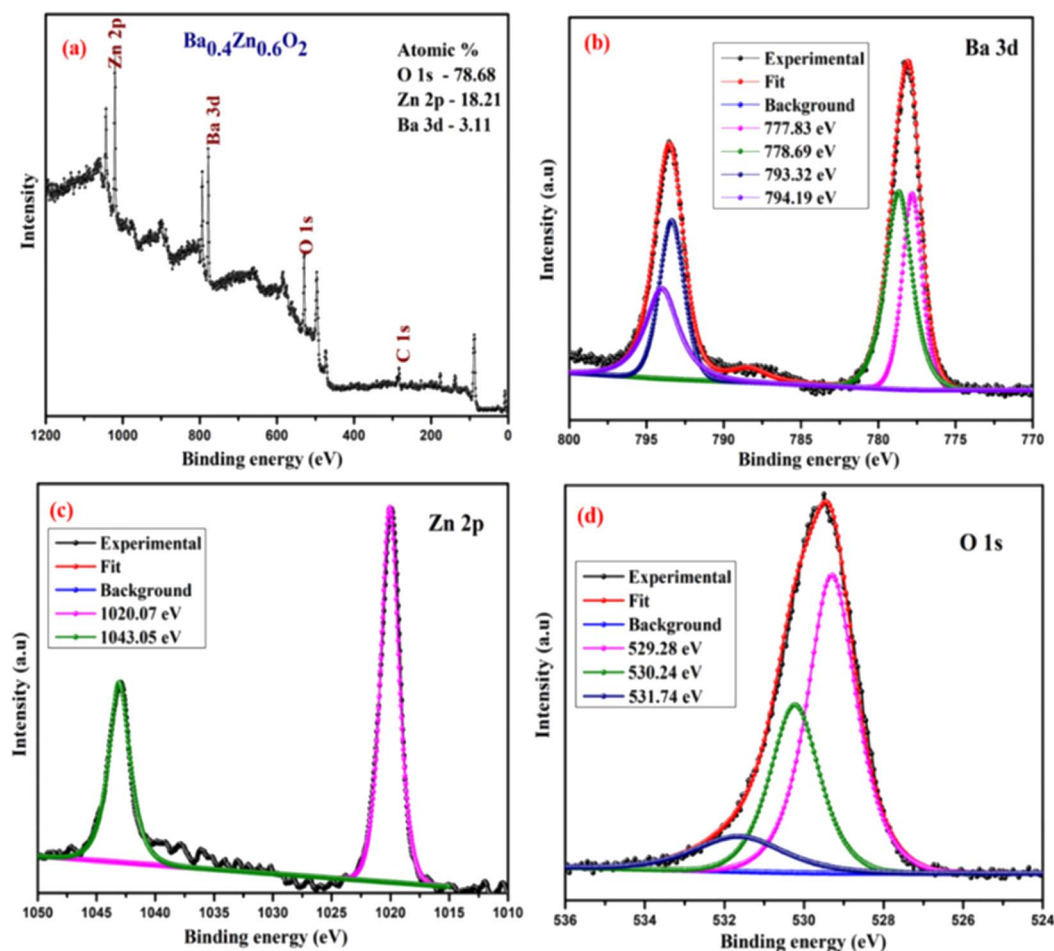 (a)
Ba0.4Zn0.6O2
Zn 2p
Ba 3d
O 1s
C 1s
Atomic %
O 1s - 78.68
Zn 2p - 18.21
Ba 3d - 3.11
Intensity
1200 1000 800 600 400 200 0
Binding energy (eV)
(b)
Ba 3d
Experimental
Fit
Background
777.83 eV
778.69 eV
793.32 eV
794.19 eV
Intensity (a.u)
800 795 790 785 780 775 770
Binding energy (eV)
(c)
Zn 2p
Experimental
Fit
Background
1020.07 eV
1043.05 eV
Intensity (a.u)
1050 1045 1040 1035 1030 1025 1020 1015 1010
Binding energy (eV)
(d)
O 1s
Experimental
Fit
Background
529.28 eV
530.24 eV
531.74 eV
Intensity (a.u)
536 534 532 530 528 526 524
Binding energy (eV)